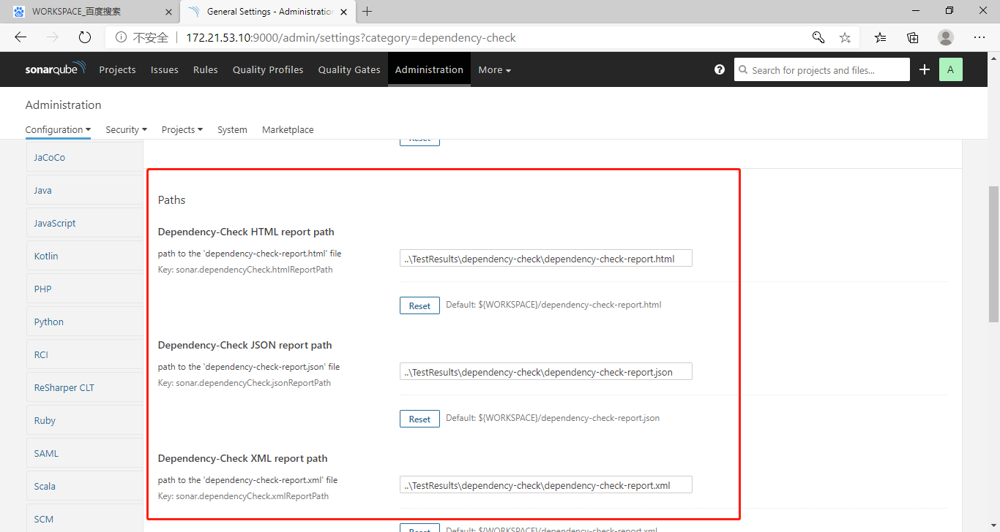 WORKSPACE_百度搜索
General Settings - Administration
不安全
172.21.53.10:9000/admin/settings?category=dependency-check
sonarqube Projects Issues Rules Quality Profiles Quality Gates Administration More
Search for projects and files...
A
Administration
Configuration Security Projects System Marketplace
Reset
JaCoCo
Java
JavaScript
Kotlin
PHP
Python
RCI
ReSharper CLT
Ruby
SAML
Scala
SCM
Paths
Dependency-Check HTML report path
path to the 'dependency-check-report.html' file
Key: sonar.dependencyCheck.htmlReportPath
..\TestResults\dependency-check\dependency-check-report.html
Reset Default: ${WORKSPACE}/dependency-check-report.html
Dependency-Check JSON report path
path to the 'dependency-check-report.json' file
Key: sonar.dependencyCheck.jsonReportPath
..\TestResults\dependency-check\dependency-check-report.json
Reset Default: ${WORKSPACE}/dependency-check-report.json
Dependency-Check XML report path
path to the 'dependency-check-report.xml' file
Key: sonar.dependencyCheck.xmlReportPath
..\TestResults\dependency-check\dependency-check-report.xml
Reset Default: ${WORKSPACE}/dependency-check-report.xml